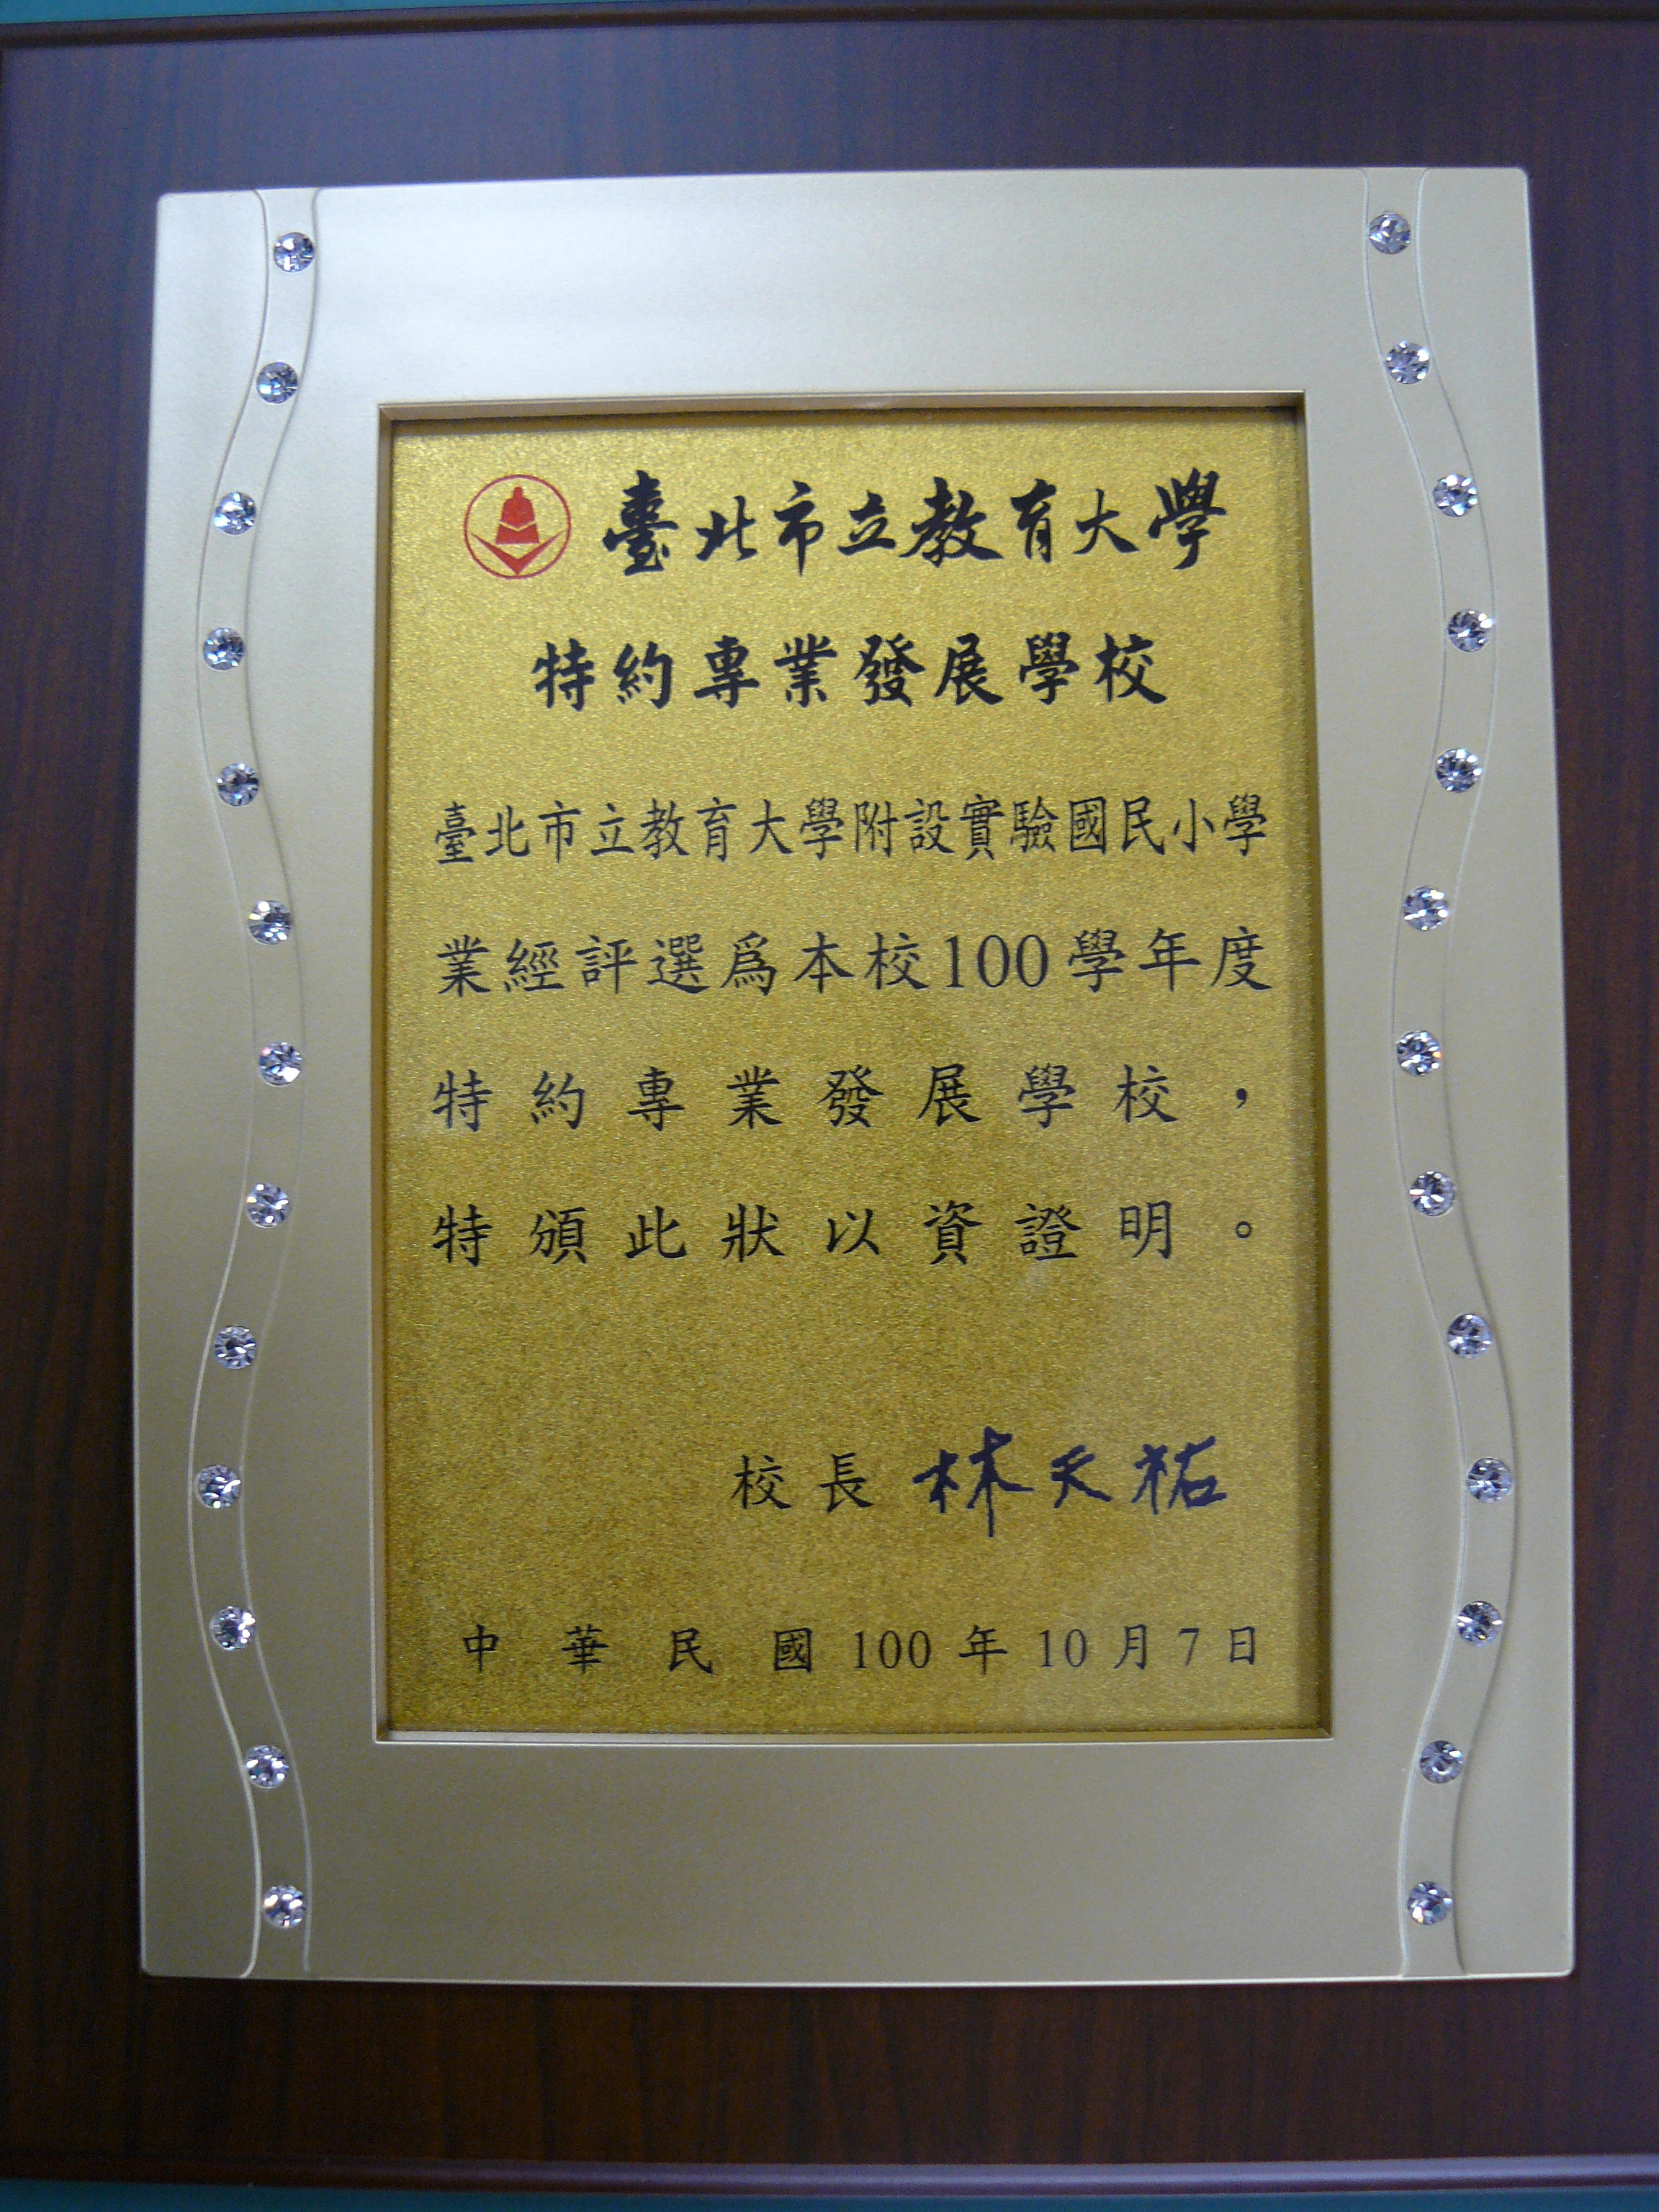 臺北市立教育大學
特約專業發展學校
臺北市立教育大學附設實驗國民小學
業經評選為本校100學年度
特約專業發展學校，
特頒此狀以資證明。
校長 林天祐
中華民國100年10月7日